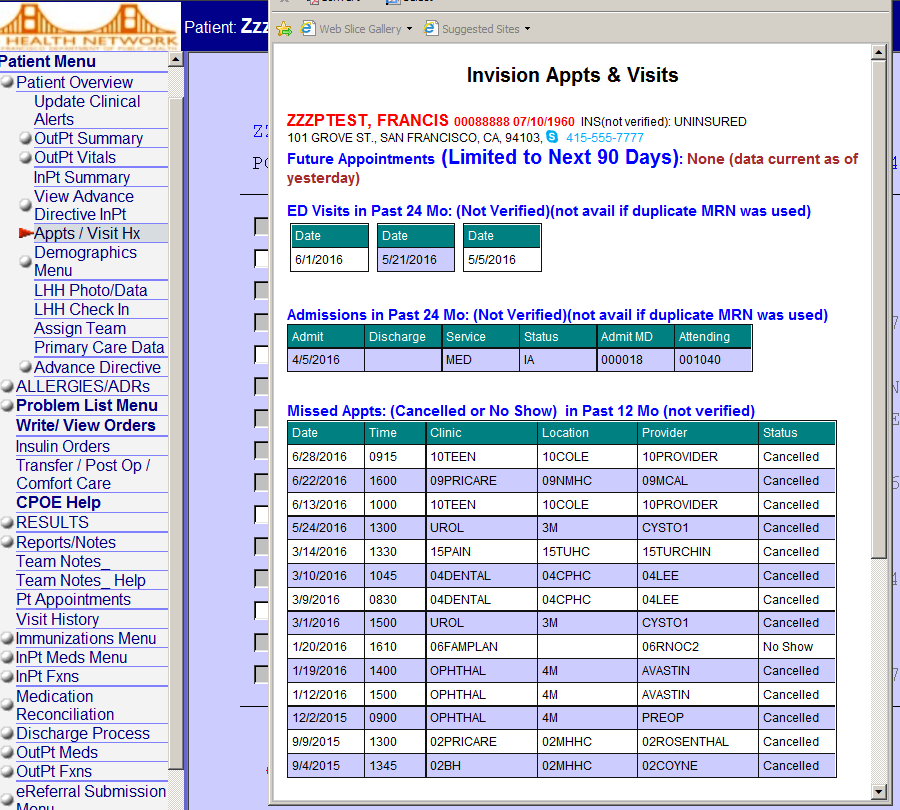 HEALTH NETWORK
Patient: Zzz
Web Slice Gallery
Suggested Sites
Patient Menu
Patient Overview
Update Clinical
Alerts
OutPt Summary
OutPt Vitals
InPt Summary
View Advance
Directive InPt
Appts / Visit Hx
Demographics
Menu
LHH Photo/Data
LHH Check In
Assign Team
Primary Care Data
Advance Directive
ALLERGIES/ADRs
Problem List Menu
Write/ View Orders
Insulin Orders
Transfer / Post Op /
Comfort Care
CPOE Help
RESULTS
Reports/Notes
Team Notes_
Team Notes_ Help
Pt Appointments
Visit History
Immunizations Menu
InPt Meds Menu
InPt Fxns
Medication
Reconciliation
Discharge Process
OutPt Meds
OutPt Fxns
eReferral Submission
Menu
Invision Appts & Visits
ZZZPTEST, FRANCIS 00088888 07/10/1960 INS(not verified): UNINSURED
101 GROVE ST., SAN FRANCISCO, CA, 94103, 415-555-7777
Future Appointments (Limited to Next 90 Days): None (data current as of
yesterday)
ED Visits in Past 24 Mo: (Not Verified)(not avail if duplicate MRN was used)
Date Date Date
6/1/2016 5/21/2016 5/5/2016
Admissions in Past 24 Mo: (Not Verified)(not avail if duplicate MRN was used)
Admit Discharge Service Status Admit MD Attending
4/5/2016 MED IA 000018 001040
Missed Appts: (Cancelled or No Show) in Past 12 Mo (not verified)
Date Time Clinic Location Provider Status
6/28/2016 0915 10TEEN 10COLE 10PROVIDER Cancelled
6/22/2016 1600 09PRICARE 09NMHC 09MCAL Cancelled
6/13/2016 1000 10TEEN 10COLE 10PROVIDER Cancelled
5/24/2016 1300 UROL 3M CYSTO1 Cancelled
3/14/2016 1330 15PAIN 15TUHC 15TURCHIN Cancelled
3/10/2016 1045 04DENTAL 04CPHC 04LEE Cancelled
3/9/2016 0830 04DENTAL 04CPHC 04LEE Cancelled
3/1/2016 1500 UROL 3M CYSTO1 Cancelled
1/20/2016 1610 06FAMPLAN 06RNOC2 No Show
1/19/2016 1400 OPHTHAL 4M AVASTIN Cancelled
1/12/2016 1500 OPHTHAL 4M AVASTIN Cancelled
12/2/2015 0900 OPHTHAL 4M PREOP Cancelled
9/9/2015 1300 02PRICARE 02MHHC 02ROSENTHAL Cancelled
9/4/2015 1345 02BH 02MHHC 02COYNE Cancelled